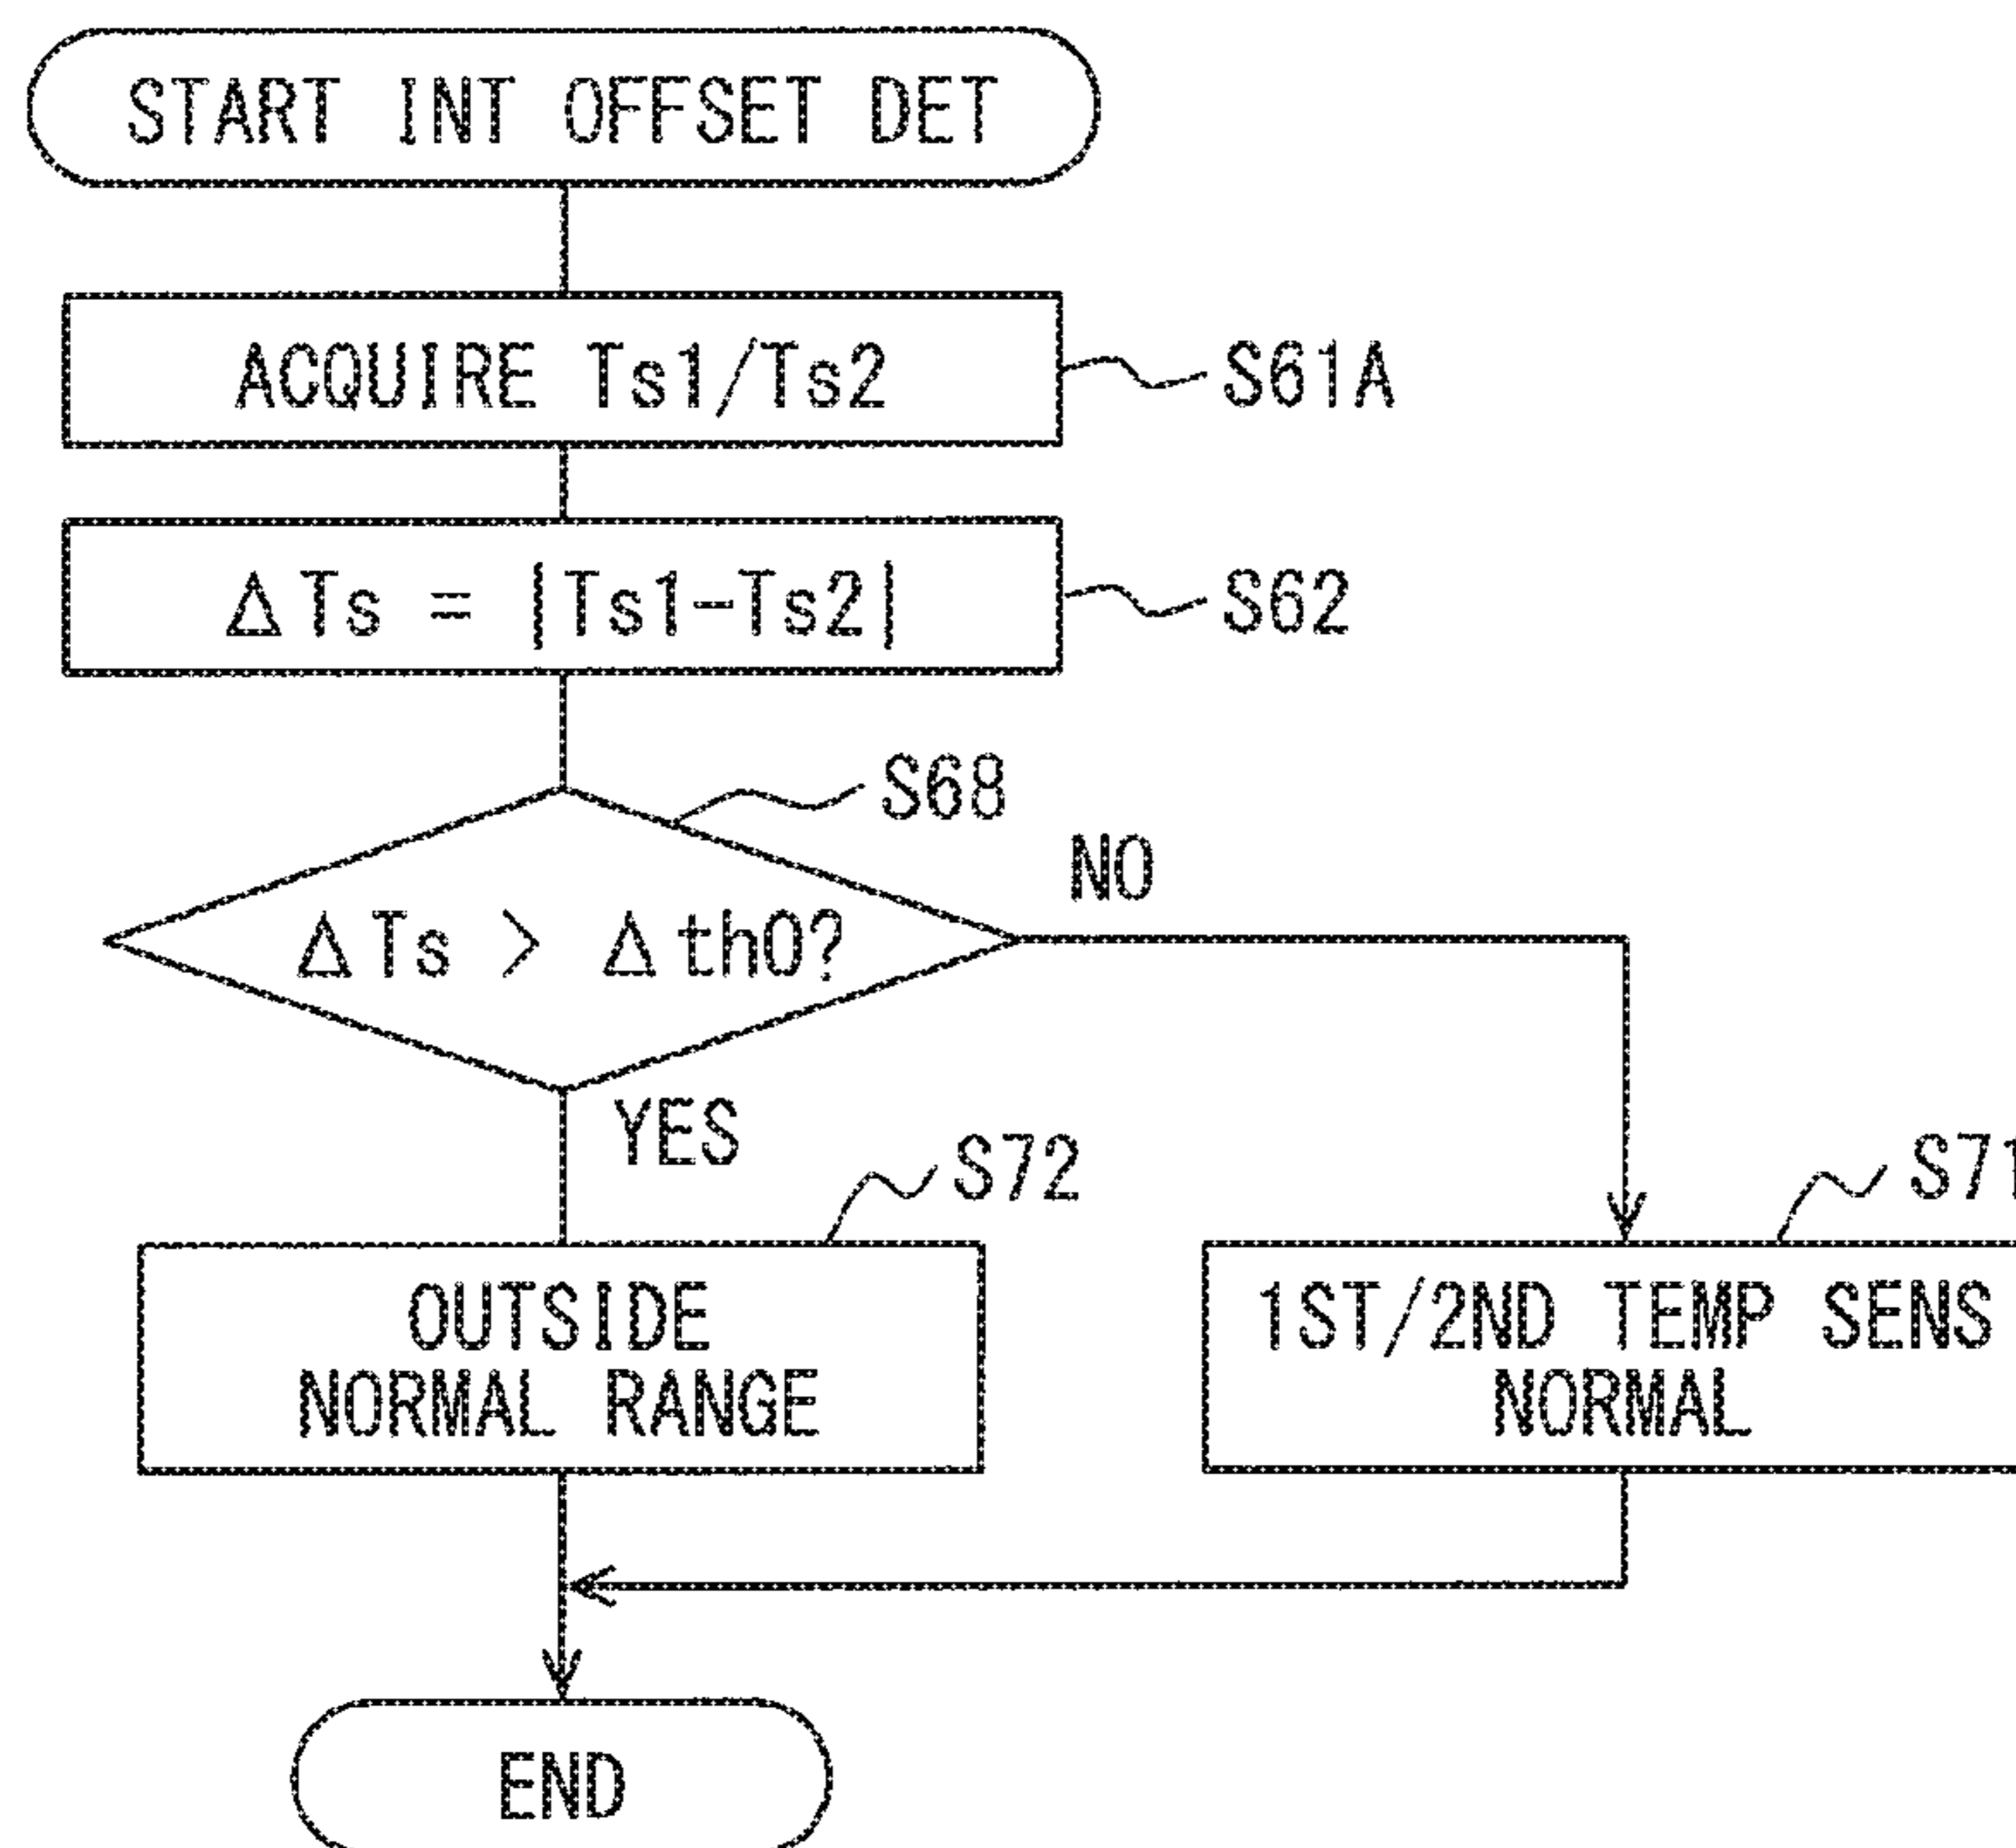 START INT OFFSET DET
ACQUIRE Ts1/Ts2
S61A
ΔTs = |Ts1-Ts2|
S62
S68
ΔTs > Δth0?
NO
YES
S72
S71
OUTSIDE
NORMAL RANGE
1ST/2ND TEMP SENS
NORMAL
END